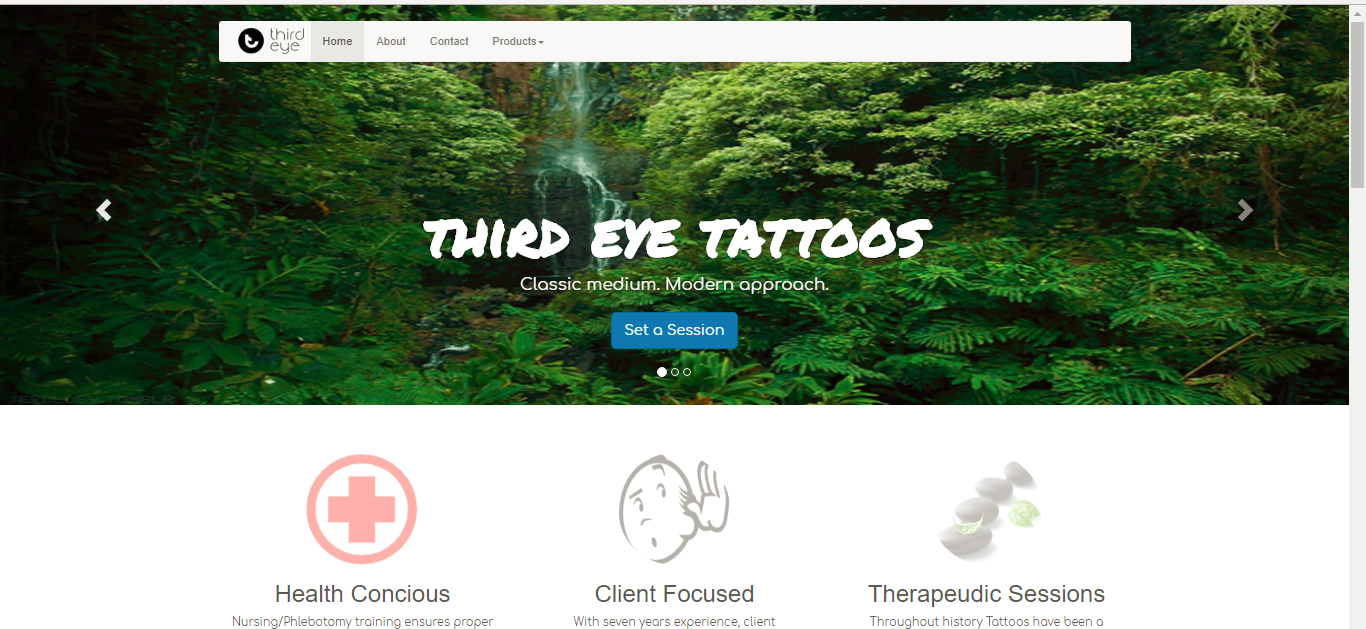 third
eye
Home About Contact Products
THIRD EYE TATTOOS
Classic medium. Modern approach.
Set a Session
Health Concious
Client Focused
Therapeudic Sessions
Nursing/Phlebotomy training ensures proper
With seven years experience, client
Throughout history Tattoos have been a